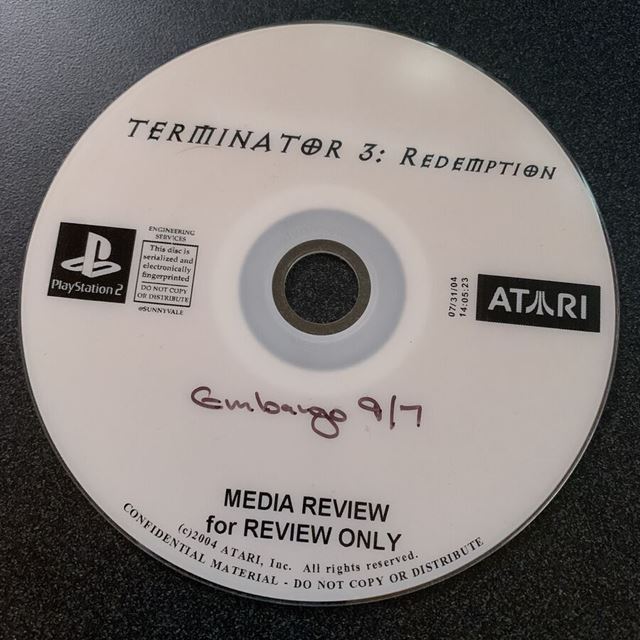 TERMINATOR 3: REDEMPTION
PlayStation 2
ENGINEERING
SERVICES
This disc is
serialized and
electronically
fingerprinted
DO NOT COPY
OR DISTRIBUTE
@SUNNYVALE
07/31/04
14:05:23
ATARI
Embargo 9/7
MEDIA REVIEW
for REVIEW ONLY
(c)2004 ATARI, Inc. All rights reserved.
CONFIDENTIAL MATERIAL - DO NOT COPY OR DISTRIBUTE